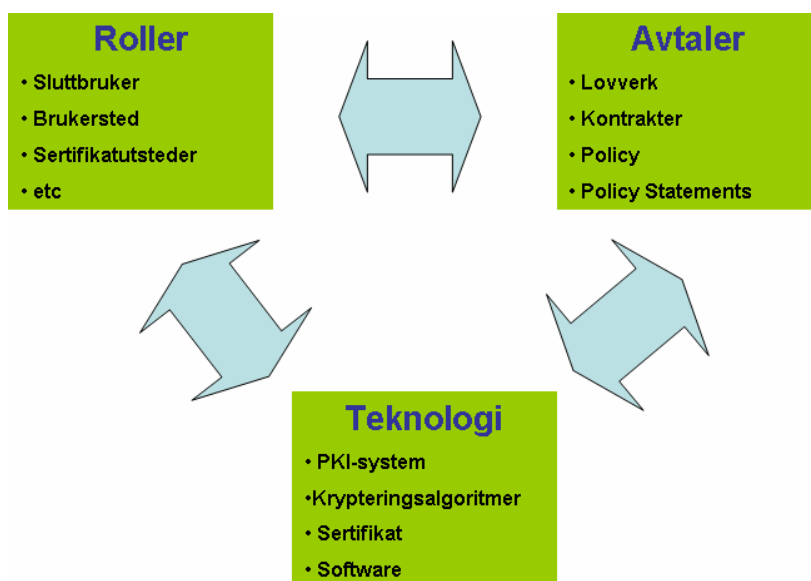 Roller
• Sluttbruker
• Brukersted
• Sertifikatutsteder
• etc
Avtaler
• Lovverk
• Kontrakter
• Policy
• Policy Statements
Teknologi
• PKI-system
•Krypteringsalgoritmer
• Sertifikat
• Software